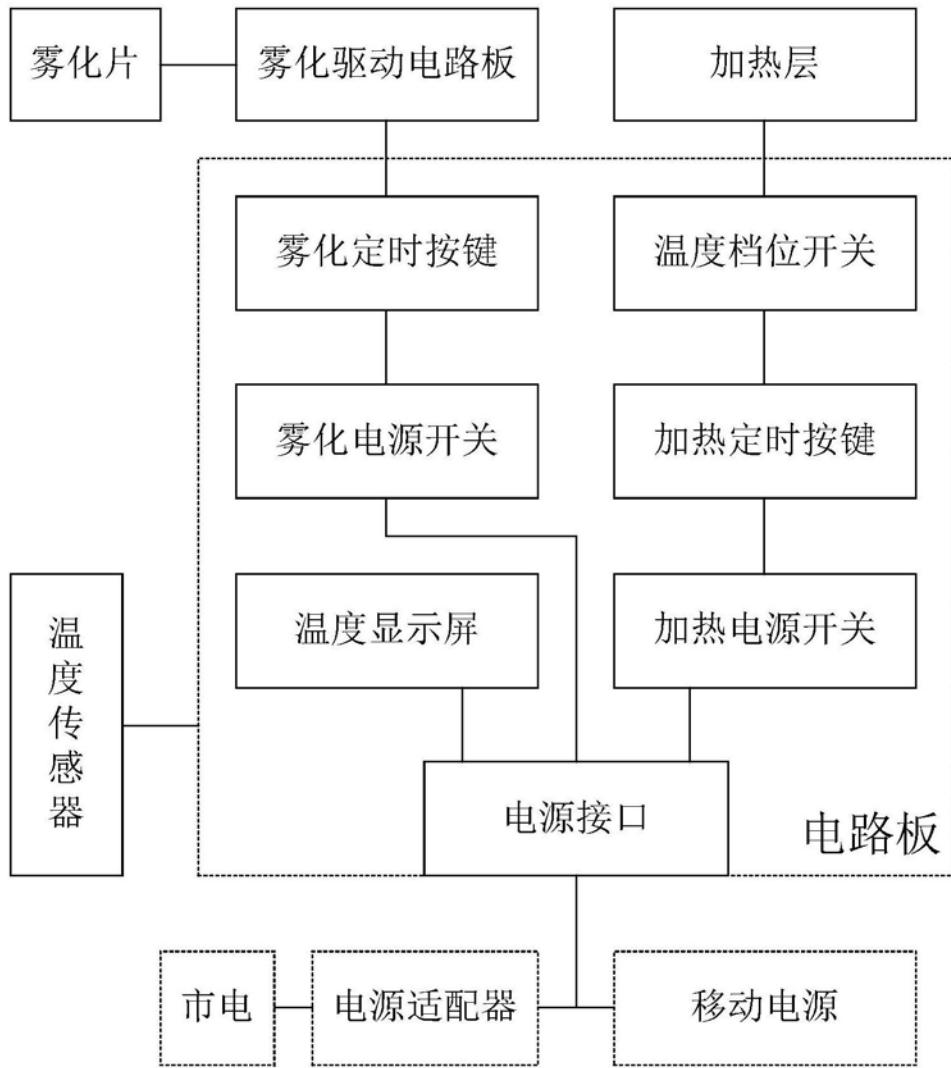 雾化片
雾化驱动电路板
加热层
雾化定时按键
温度档位开关
雾化电源开关
加热定时按键
温度传感器
温度显示屏
加热电源开关
电源接口
电路板
市电
电源适配器
移动电源